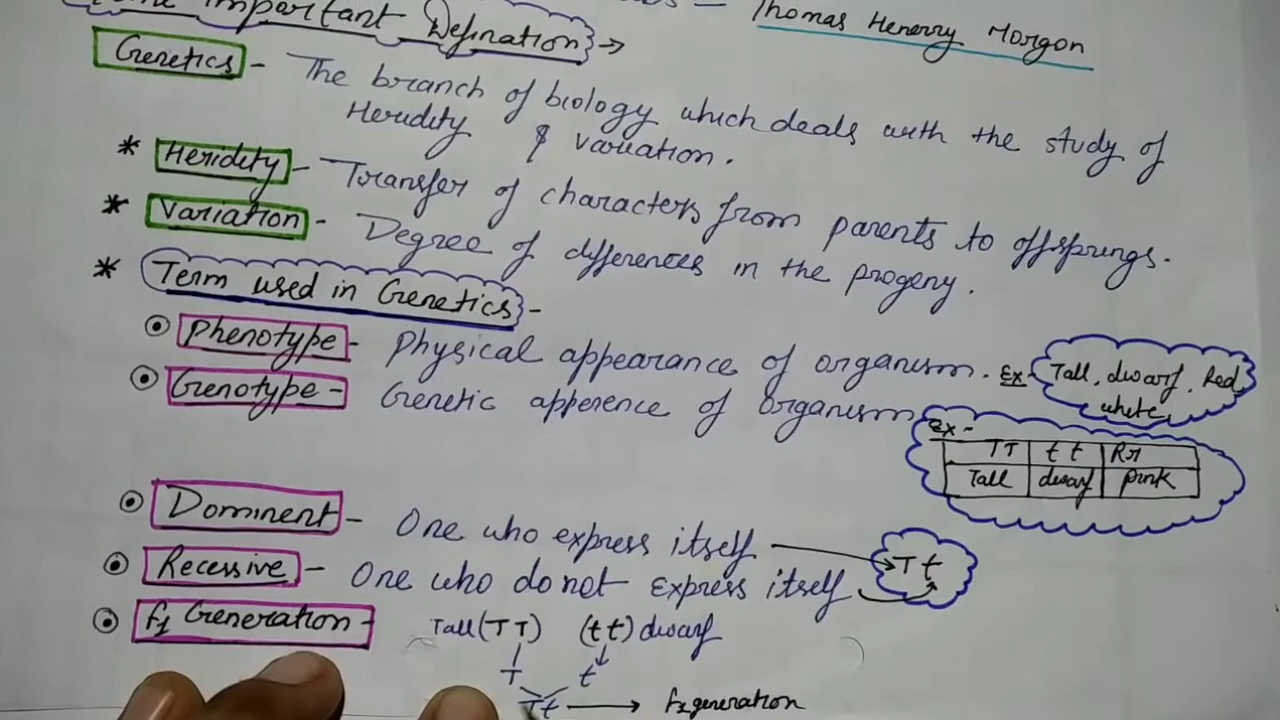 Thomas Henerry Morgon
Some Important Defination →
Genetics - The branch of biology which deals with the study of
Heridity & variation.
* Heridity - Transfer of characters from parents to offsprings.
* Variation - Degree of differences in the progeny.
* Term used in Genetics -
Phenotype - Physical appearance of organism. Ex- Tall, dwarf, Red,
white,
Genotype - Genetic apperence of organism
Ex-
TT tt Rr
Tall dwarf pink
Dominent - One who express itself → Tt
Recessive - One who do not express itself
F1 Generation - Tall (TT) (tt) dwarf
T t
Tt → F1 generation